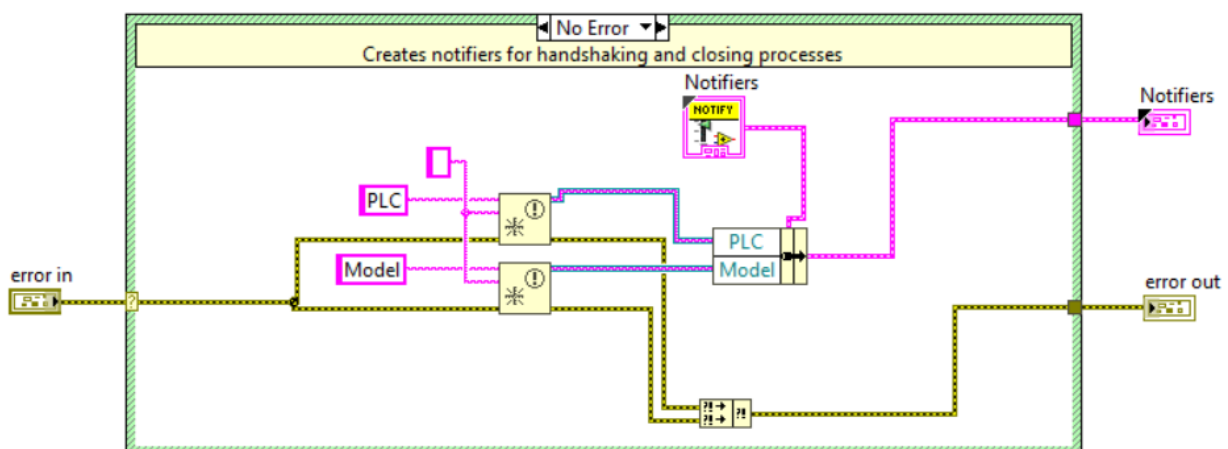 No Error
Creates notifiers for handshaking and closing processes
Notifiers
NOTIFY
Notifiers
PLC
PLC
Model
Model
error in
error out